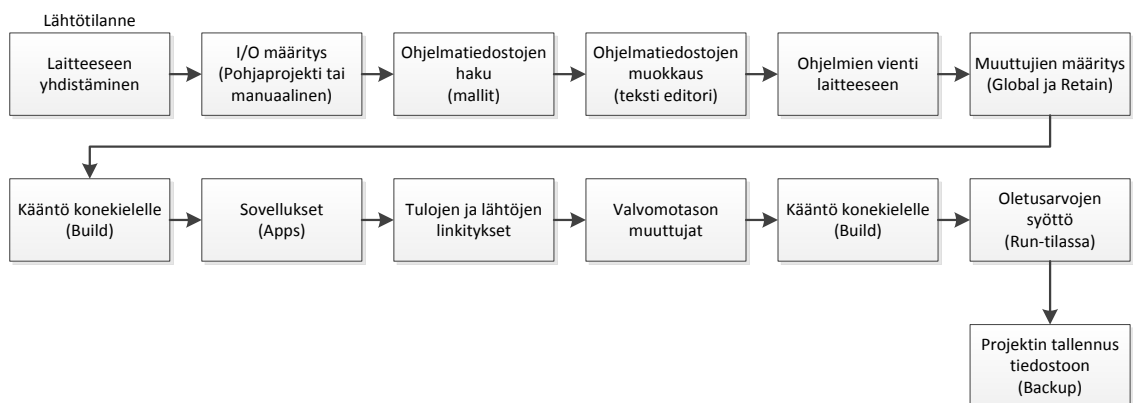 Lähtötilanne
Laitteeseen
yhdistäminen
I/O määritys
(Pohjaprojekti tai
manuaalinen)
Ohjelmatiedostojen
haku
(mallit)
Ohjelmatiedostojen
muokkaus
(teksti editori)
Ohjelmien vienti
laitteeseen
Muuttujien määritys
(Global ja Retain)
Kääntö konekielelle
(Build)
Sovellukset
(Apps)
Tulojen ja lähtöjen
linkitykset
Valvomotason
muuttujat
Kääntö konekielelle
(Build)
Oletusarvojen
syöttö
(Run-tilassa)
Projektin tallennus
tiedostoon
(Backup)